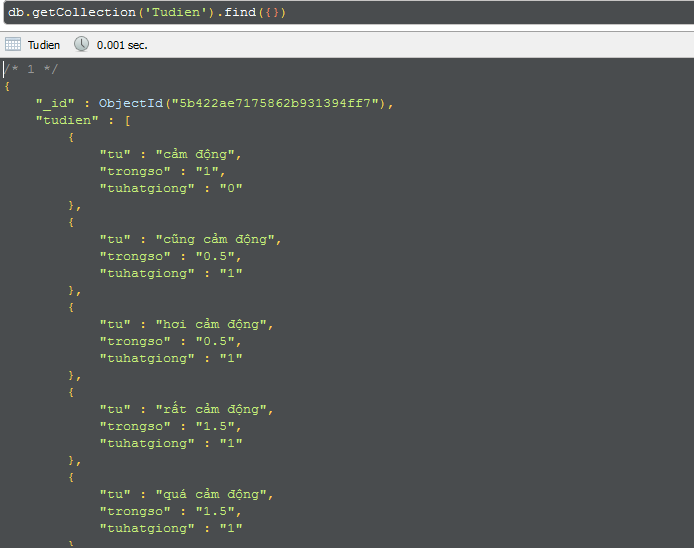 db.getCollection('Tudien').find({})
Tudien 0.001 sec.
/* 1 */
{
    "_id" : ObjectId("5b422ae7175862b931394ff7"),
    "tudien" : [
        {
            "tu" : "cảm động",
            "trongso" : "1",
            "tuhatgiong" : "0"
        },
        {
            "tu" : "cũng cảm động",
            "trongso" : "0.5",
            "tuhatgiong" : "1"
        },
        {
            "tu" : "hơi cảm động",
            "trongso" : "0.5",
            "tuhatgiong" : "1"
        },
        {
            "tu" : "rất cảm động",
            "trongso" : "1.5",
            "tuhatgiong" : "1"
        },
        {
            "tu" : "quá cảm động",
            "trongso" : "1.5",
            "tuhatgiong" : "1"
        }